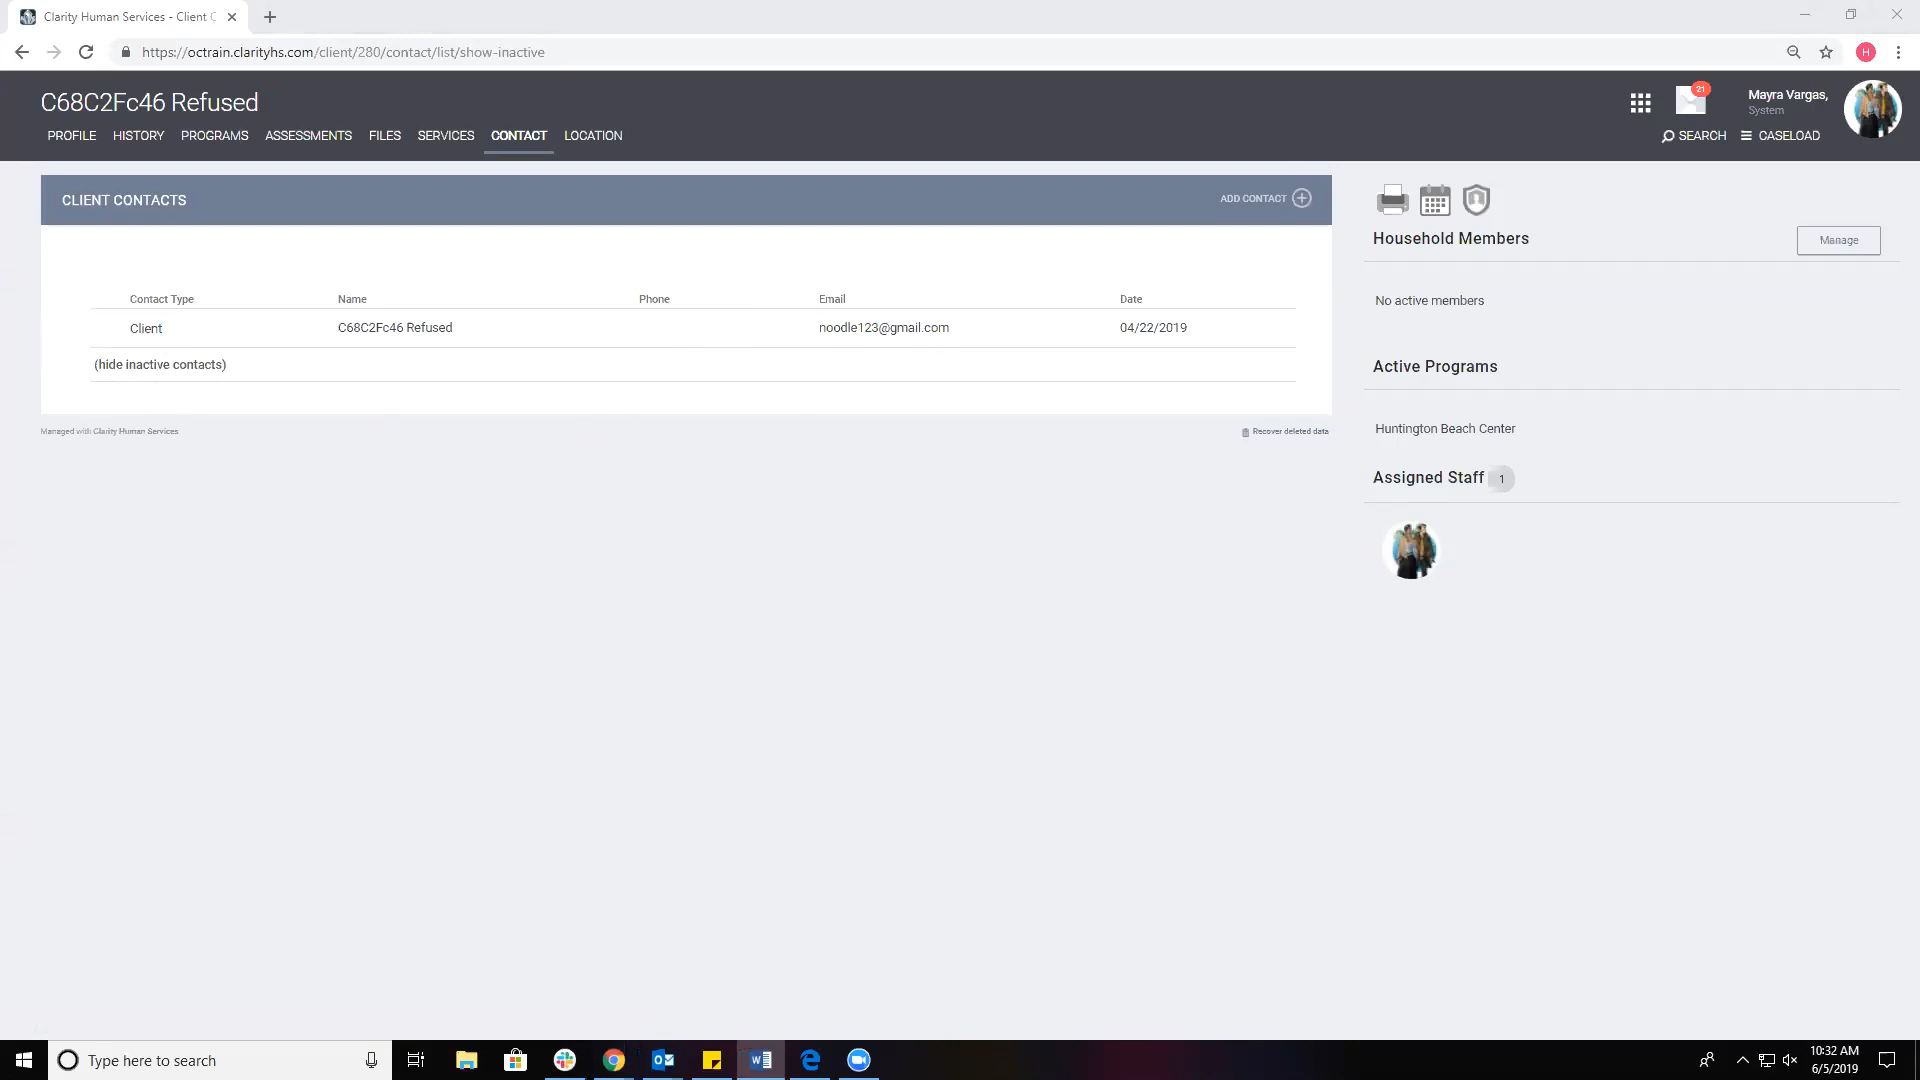 Clarity Human Services - Client C
https://octrain.clarityhs.com/client/280/contact/list/show-inactive
H
C68C2Fc46 Refused
21
Mayra Vargas,
System
PROFILE HISTORY PROGRAMS ASSESSMENTS FILES SERVICES CONTACT LOCATION
SEARCH CASELOAD
CLIENT CONTACTS
ADD CONTACT
Contact Type Name Phone Email Date
Client C68C2Fc46 Refused noodle123@gmail.com 04/22/2019
(hide inactive contacts)
Managed with Clarity Human Services
Recover deleted data
Household Members
Manage
No active members
Active Programs
Huntington Beach Center
Assigned Staff 1
Type here to search
10:32 AM
6/5/2019